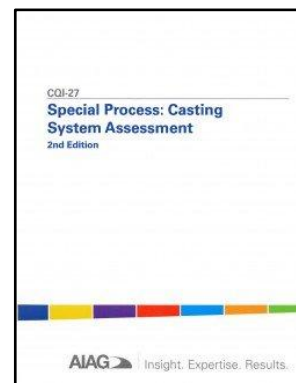 CQI-27
Special Process: Casting
System Assessment
2nd Edition
AIAG Insight. Expertise. Results.